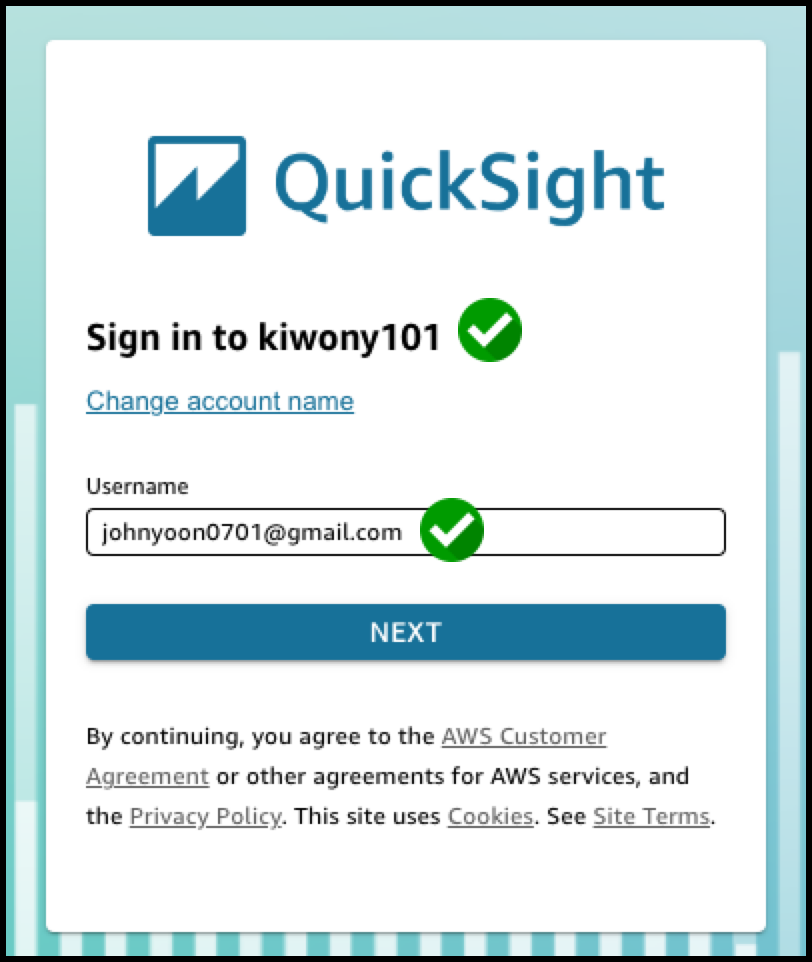 QuickSight
Sign in to kiwony101
Change account name
Username
johnyoon0701@gmail.com
NEXT
By continuing, you agree to the AWS Customer
Agreement or other agreements for AWS services, and
the Privacy Policy. This site uses Cookies. See Site Terms.